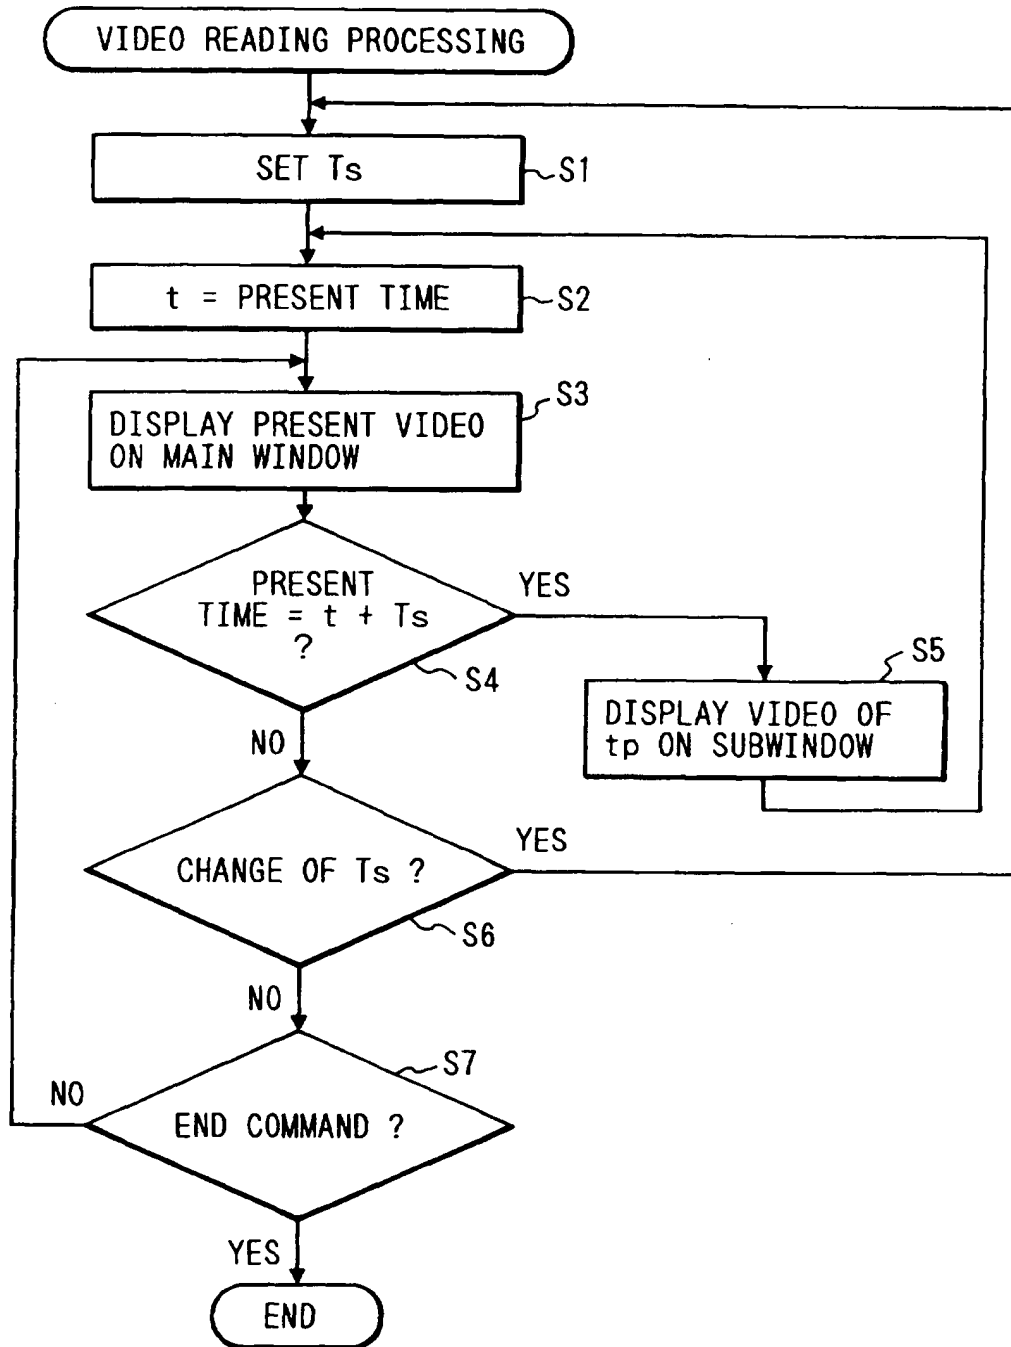 VIDEO READING PROCESSING
SET Ts
S1
t = PRESENT TIME
S2
S3
DISPLAY PRESENT VIDEO
ON MAIN WINDOW
PRESENT
TIME = t + Ts
?
YES
S4
S5
DISPLAY VIDEO OF
tp ON SUBWINDOW
NO
CHANGE OF Ts ?
YES
S6
NO
S7
NO
END COMMAND ?
YES
END